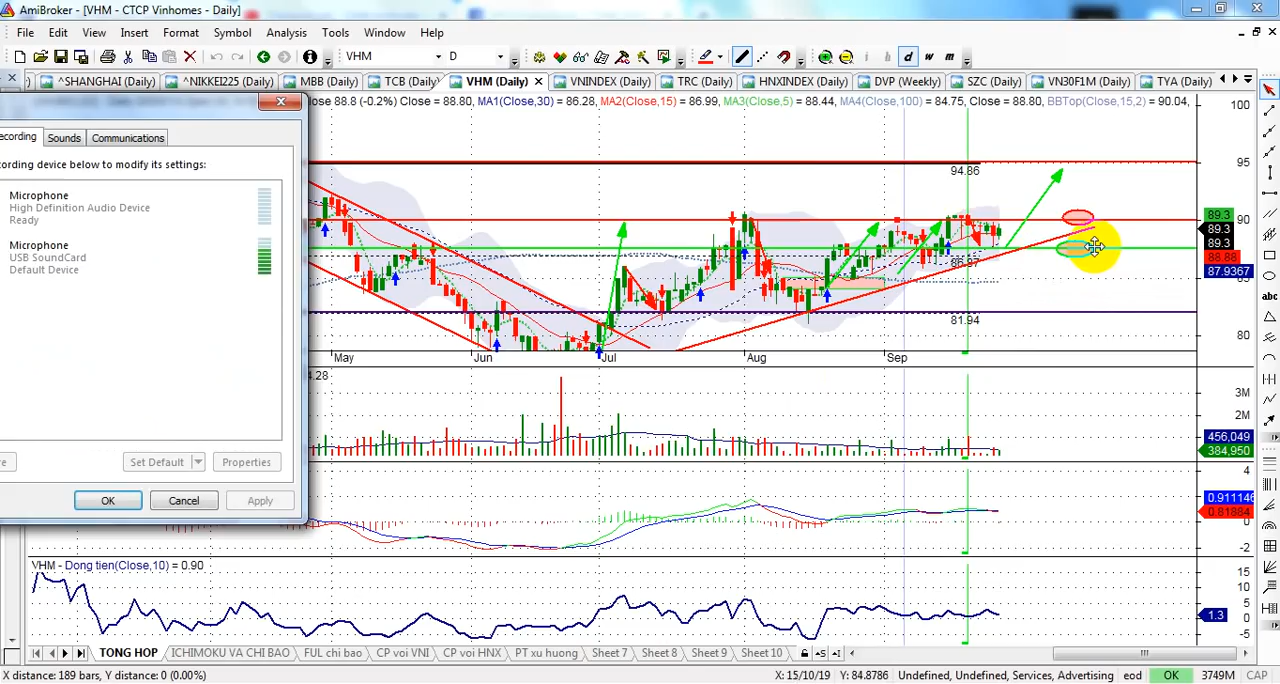 AmiBroker - [VHM - CTCP Vinhomes - Daily]
File Edit View Insert Format Symbol Analysis Tools Window Help
VHM D i h d w m
^SHANGHAI (Daily) ^NIKKEI225 (Daily) MBB (Daily) TCB (Daily) VHM (Daily) VNINDEX (Daily) TRC (Daily) HNXINDEX (Daily) DVP (Weekly) SZC (Daily) VN30F1M (Daily) TYA (Daily)
lose 88.8 (-0.2%) Close = 88.80, MA1(Close,30) = 86.28, MA2(Close,15) = 86.99, MA3(Close,5) = 88.44, MA4(Close,100) = 84.75, Close = 88.80, BBTop(Close,15,2) = 90.04,
100
ecording Sounds Communications
cording device below to modify its settings:
95
94.86
Microphone
High Definition Audio Device
Ready
89.3
90
89.3
Microphone
89.3
USB SoundCard
88.88
Default Device
87.9367
85
81.94
80
May Jun Jul Aug Sep
4.28
3M
2M
456,049
384,950
Set Default Properties
4
0.911146
OK Cancel Apply
0.81884
0
-2
VHM - Dong tien(Close,10) = 0.90
15
10
5
1.3
0
-5
TONG HOP ICHIMOKU VA CHI BAO FUL chi bao CP voi VNI CP voi HNX PT xu huong Sheet 7 Sheet 8 Sheet 9 Sheet 10
X distance: 189 bars, Y distance: 0 (0.00%) X: 15/10/19 Y: 84.8786 Undefined, Undefined, Services, Advertising eod OK 3749M CAP